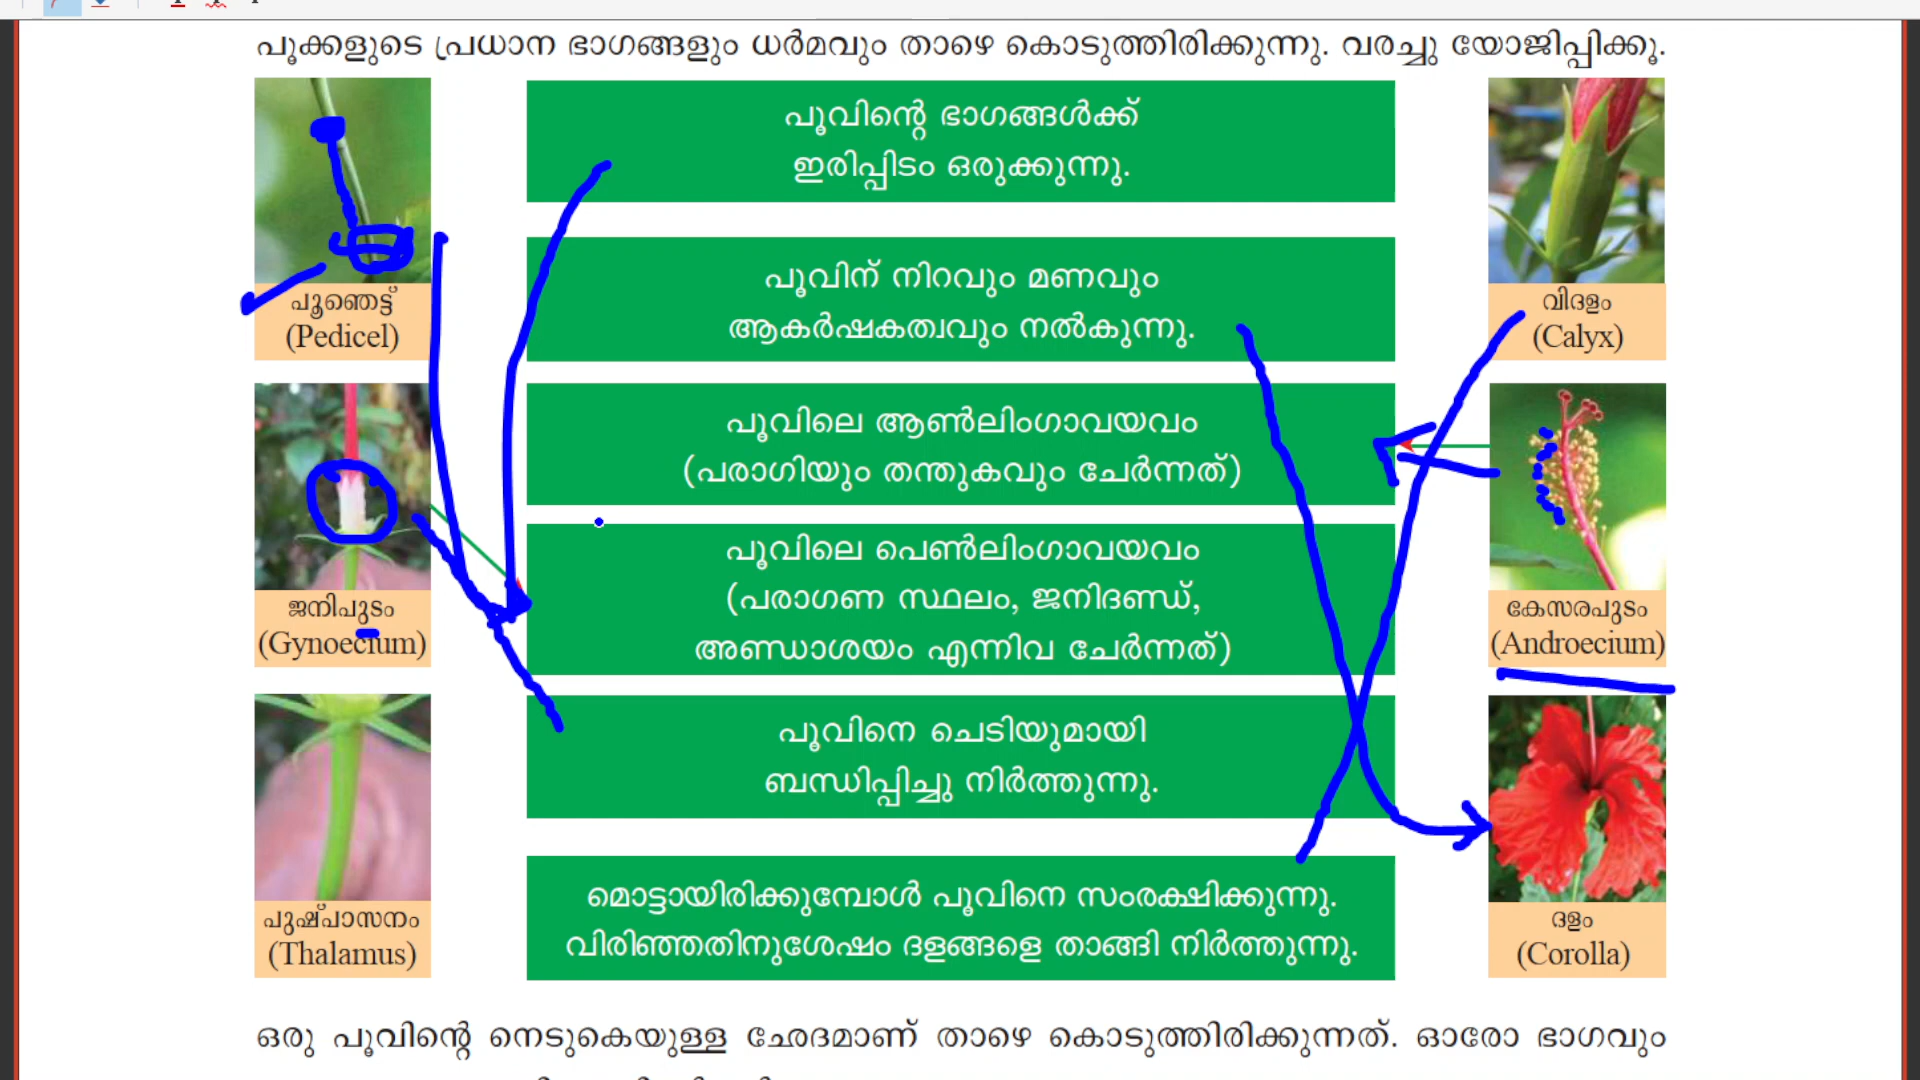 പൂക്കളുടെ പ്രധാന ഭാഗങ്ങളും ധർമവും താഴെ കൊടുത്തിരിക്കുന്നു. വരച്ചു യോജിപ്പിക്കൂ.
പൂവിന്റെ ഭാഗങ്ങൾക്ക്
ഇരിപ്പിടം ഒരുക്കുന്നു.
പൂഞെട്ട്
(Pedicel)
പൂവിന് നിറവും മണവും
ആകർഷകത്വവും നൽകുന്നു.
വിദളം
(Calyx)
പൂവിലെ ആൺലിംഗാവയവം
(പരാഗിയും തന്തുകവും ചേർന്നത്)
ജനിപുടം
(Gynoecium)
പൂവിലെ പെൺലിംഗാവയവം
(പരാഗണ സ്ഥലം, ജനിദണ്ഡ്,
അണ്ഡാശയം എന്നിവ ചേർന്നത്)
കേസരപുടം
(Androecium)
പൂവിനെ ചെടിയുമായി
ബന്ധിപ്പിച്ചു നിർത്തുന്നു.
പുഷ്പാസനം
(Thalamus)
മൊട്ടായിരിക്കുമ്പോൾ പൂവിനെ സംരക്ഷിക്കുന്നു.
വിരിഞ്ഞതിനുശേഷം ദളങ്ങളെ താങ്ങി നിർത്തുന്നു.
ദളം
(Corolla)
ഒരു പൂവിന്റെ നെടുകെയുള്ള ഛേദമാണ് താഴെ കൊടുത്തിരിക്കുന്നത്. ഓരോ ഭാഗവും